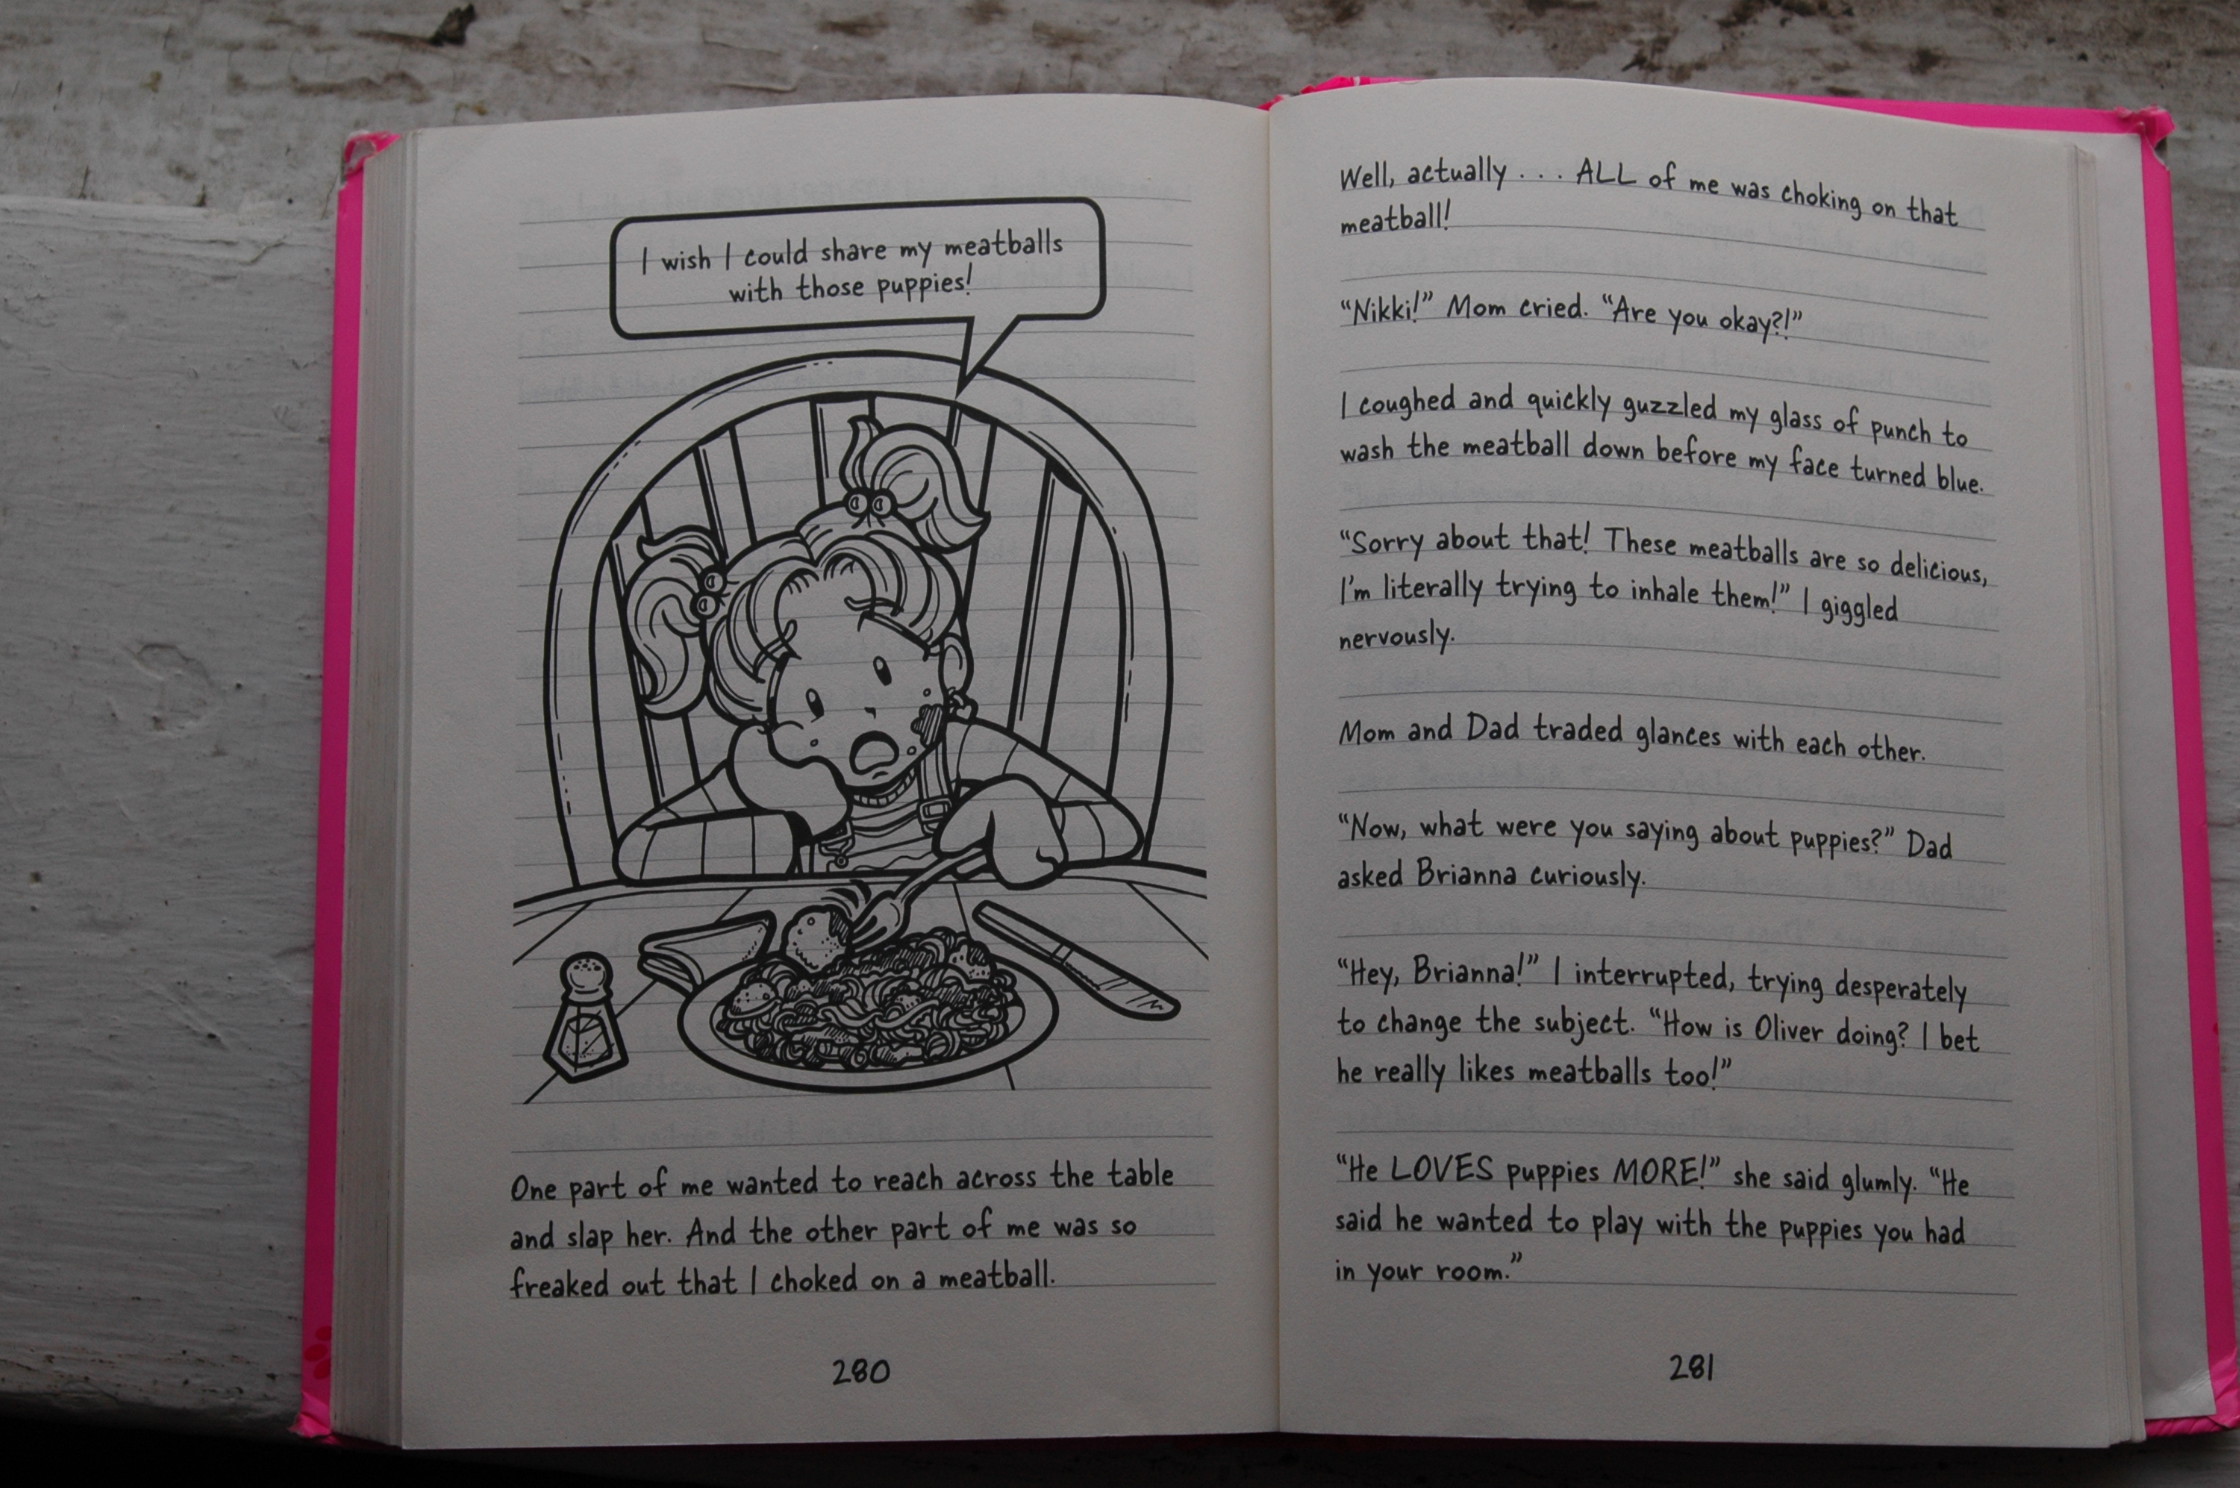 I wish I could share my meatballs
with those puppies!
One part of me wanted to reach across the table
and slap her. And the other part of me was so
freaked out that I choked on a meatball.
280
Well, actually . . . ALL of me was choking on that
meatball!
“Nikki!” Mom cried. “Are you okay?!”
I coughed and quickly guzzled my glass of punch to
wash the meatball down before my face turned blue.
“Sorry about that! These meatballs are so delicious,
I’m literally trying to inhale them!” I giggled
nervously.
Mom and Dad traded glances with each other.
“Now, what were you saying about puppies?” Dad
asked Brianna curiously.
“Hey, Brianna!” I interrupted, trying desperately
to change the subject. “How is Oliver doing? I bet
he really likes meatballs too!”
“He LOVES puppies MORE!” she said glumly. “He
said he wanted to play with the puppies you had
in your room.”
281